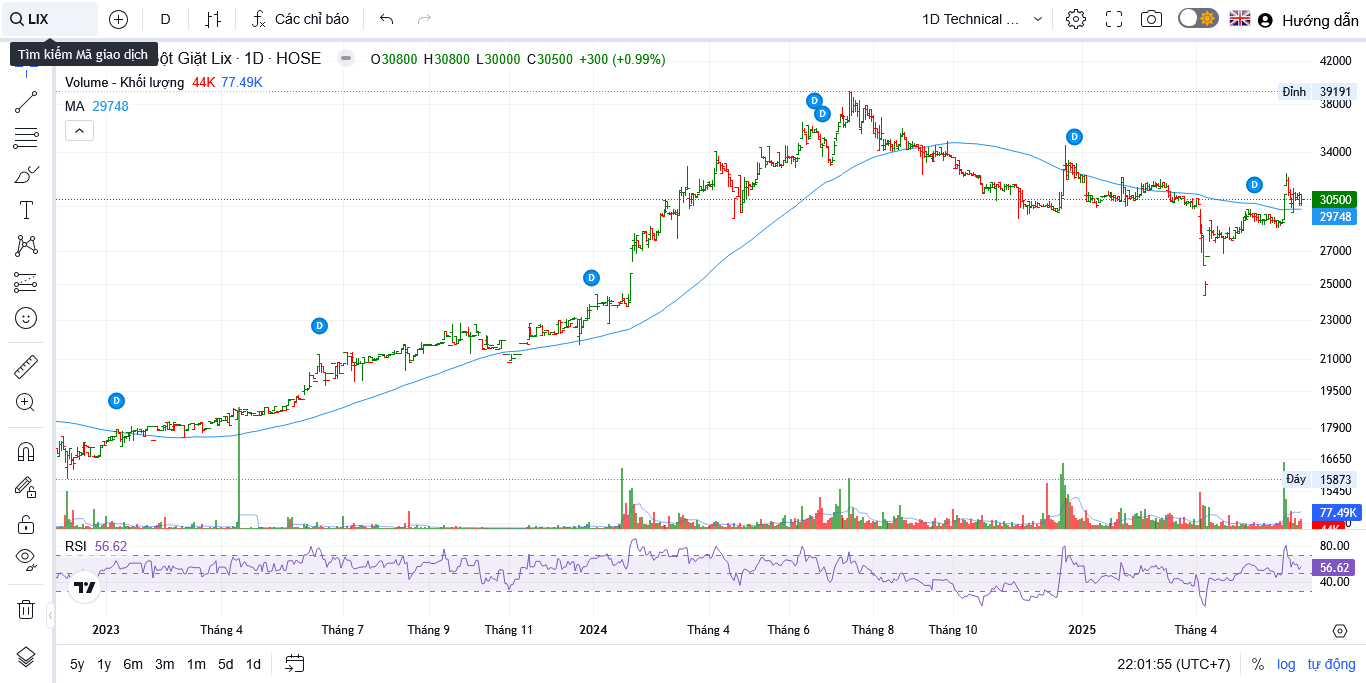 LIX D Các chỉ báo 1D Technical ... Hướng dẫn
Tìm kiếm Mã giao dịch
ột Giặt Lix · 1D · HOSE O30800 H30800 L30000 C30500 +300 (+0.99%)
Volume - Khối lượng 44K 77.49K
MA 29748
42000
Đỉnh 39191
38000
34000
30500
29748
27000
25000
23000
21000
19500
17900
16650
Đáy 15873
15450
77.49K
44K
D
D
D
D
D
D
D
RSI 56.62
80.00
56.62
40.00
2023 Tháng 4 Tháng 7 Tháng 9 Tháng 11 2024 Tháng 4 Tháng 6 Tháng 8 Tháng 10 2025 Tháng 4
5y 1y 6m 3m 1m 5d 1d 22:01:55 (UTC+7) % log tự động